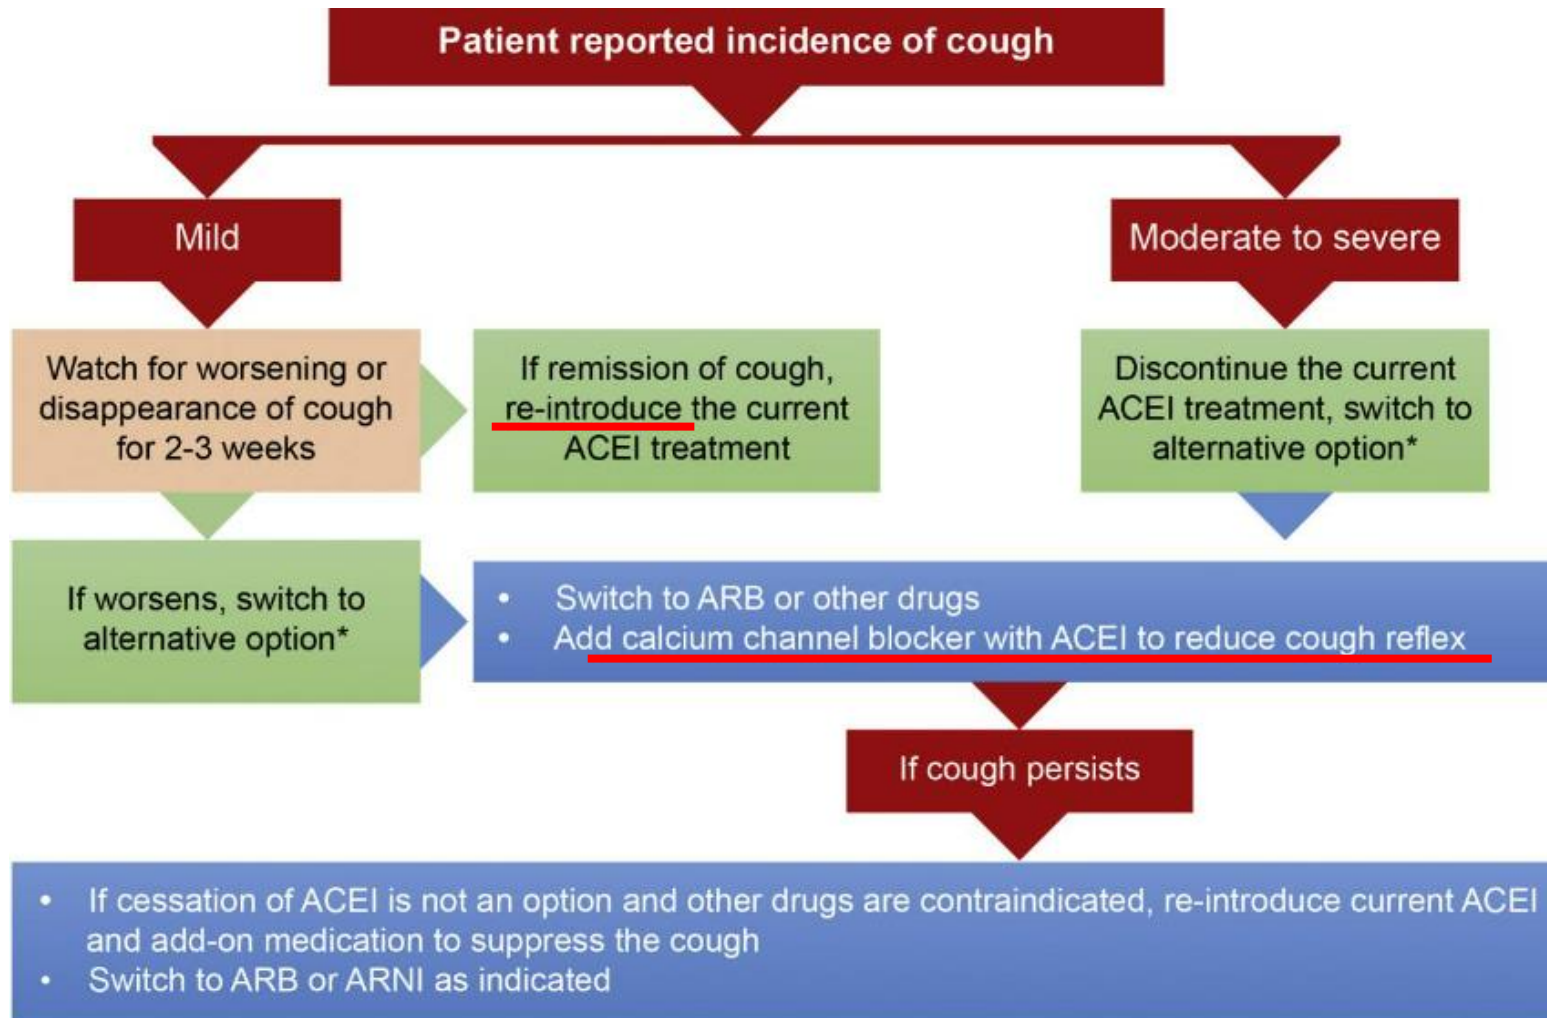 Patient reported incidence of cough
Mild
Moderate to severe
Watch for worsening or
disappearance of cough
for 2-3 weeks
If remission of cough,
re-introduce the current
ACEI treatment
Discontinue the current
ACEI treatment, switch to
alternative option*
If worsens, switch to
alternative option*
• Switch to ARB or other drugs
• Add calcium channel blocker with ACEI to reduce cough reflex
If cough persists
• If cessation of ACEI is not an option and other drugs are contraindicated, re-introduce current ACEI
and add-on medication to suppress the cough
• Switch to ARB or ARNI as indicated